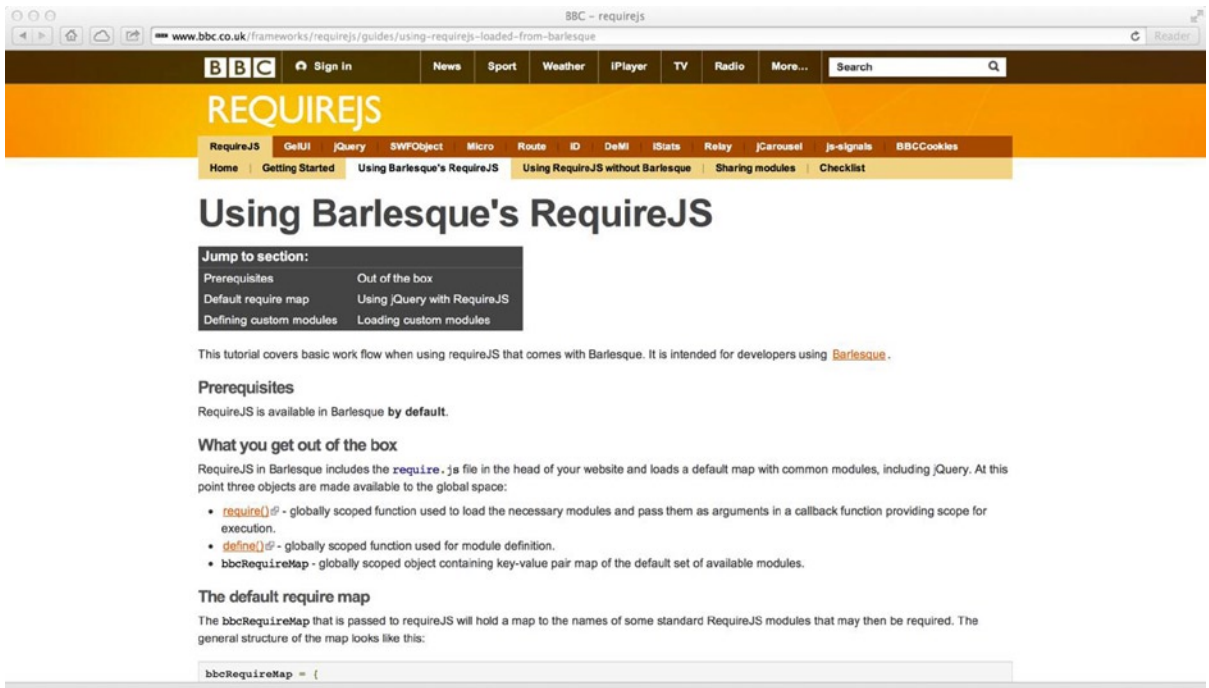 BBC – requirejs
www.bbc.co.uk/frameworks/requirejs/guides/using-requirejs-loaded-from-barlesque
Reader
BBC Sign in News Sport Weather iPlayer TV Radio More... Search
REQUIREJS
RequireJS GelUI jQuery SWFObject Micro Route ID DeMI iStats Relay jCarousel js-signals BBCCookies
Home Getting Started Using Barlesque's RequireJS Using RequireJS without Barlesque Sharing modules Checklist
Using Barlesque's RequireJS
Jump to section:
Prerequisites Out of the box
Default require map Using jQuery with RequireJS
Defining custom modules Loading custom modules
This tutorial covers basic work flow when using requireJS that comes with Barlesque. It is intended for developers using Barlesque.
Prerequisites
RequireJS is available in Barlesque by default.
What you get out of the box
RequireJS in Barlesque includes the require.js file in the head of your website and loads a default map with common modules, including jQuery. At this
point three objects are made available to the global space:
• require() - globally scoped function used to load the necessary modules and pass them as arguments in a callback function providing scope for
execution.
• define() - globally scoped function used for module definition.
• bbcRequireMap - globally scoped object containing key-value pair map of the default set of available modules.
The default require map
The bbcRequireMap that is passed to requireJS will hold a map to the names of some standard RequireJS modules that may then be required. The
general structure of the map looks like this:
bbcRequireMap = {